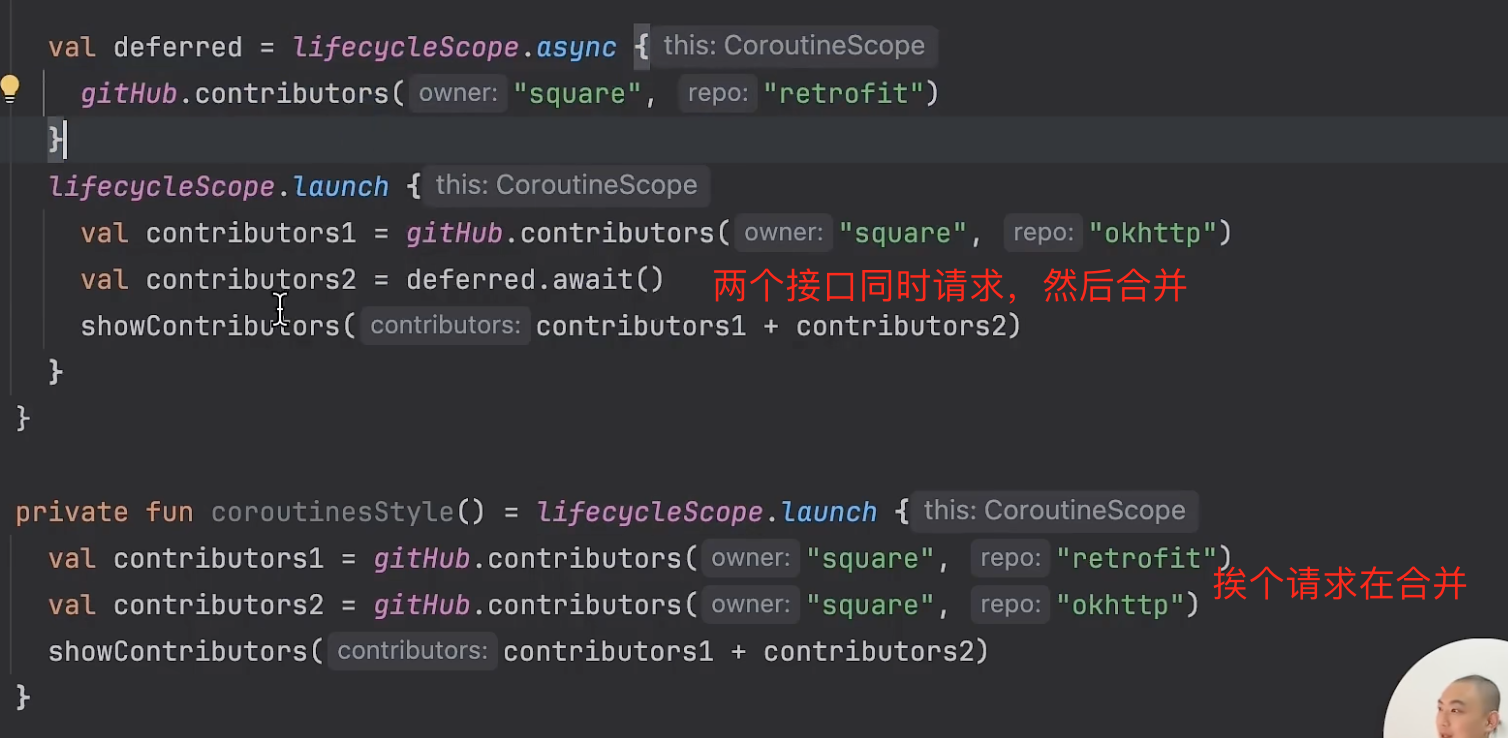 val deferred = lifecycleScope.async { this: CoroutineScope
gitHub.contributors( owner: "square", repo: "retrofit")
}
lifecycleScope.launch { this: CoroutineScope
val contributors1 = gitHub.contributors( owner: "square", repo: "okhttp")
val contributors2 = deferred.await() 两个接口同时请求，然后合并
showContributors( contributors: contributors1 + contributors2)
}
}
private fun coroutinesStyle() = lifecycleScope.launch { this: CoroutineScope
val contributors1 = gitHub.contributors( owner: "square", repo: "retrofit")
挨个请求在合并
val contributors2 = gitHub.contributors( owner: "square", repo: "okhttp")
showContributors( contributors: contributors1 + contributors2)
}